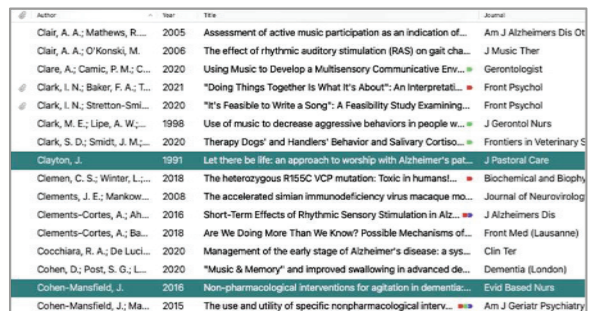 Author Year Title Journal
Clair, A. A.; Mathews, R.... 2005 Assessment of active music participation as an indication of... Am J Alzheimers Dis Ot
Clair, A. A.; O'Konski, M. 2006 The effect of rhythmic auditory stimulation (RAS) on gait cha... J Music Ther
Clare, A.; Camic, P. M.; C... 2020 Using Music to Develop a Multisensory Communicative Env... Gerontologist
Clark, I. N.; Baker, F. A.; T... 2021 "Doing Things Together Is What It's About": An Interpretati... Front Psychol
Clark, I. N.; Stretton-Smi... 2020 "It's Feasible to Write a Song": A Feasibility Study Examining... Front Psychol
Clark, M. E.; Lipe, A. W.;... 1998 Use of music to decrease aggressive behaviors in people w... J Gerontol Nurs
Clark, S. D.; Smidt, J. M.;... 2020 Therapy Dogs' and Handlers' Behavior and Salivary Cortiso... Frontiers in Veterinary S
Clayton, J. 1991 Let there be life: an approach to worship with Alzheimer's pat... J Pastoral Care
Clemen, C. S.; Winter, L.;... 2018 The heterozygous R155C VCP mutation: Toxic in humans!... Biochemical and Biophy
Clements, J. E.; Mankow... 2008 The accelerated simian immunodeficiency virus macaque mo... Journal of Neurovirolog
Clements-Cortes, A.; Ah... 2016 Short-Term Effects of Rhythmic Sensory Stimulation in Alz... J Alzheimers Dis
Clements-Cortes, A.; Ba... 2018 Are We Doing More Than We Know? Possible Mechanisms of... Front Med (Lausanne)
Cocchiara, R. A.; De Luci... 2020 Management of the early stage of Alzheimer's disease: a sys... Clin Ter
Cohen, D.; Post, S. G.; L... 2020 "Music & Memory" and improved swallowing in advanced de... Dementia (London)
Cohen-Mansfield, J. 2016 Non-pharmacological interventions for agitation in dementia:... Evid Based Nurs
Cohen-Mansfield, J.; Ma... 2015 The use and utility of specific nonpharmacological interv... Am J Geriatr Psychiatry